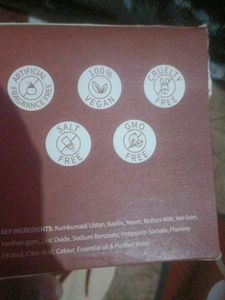 ARTIFICIAL
FRAGRANCE FREE
100%
VEGAN
CRUELTY
FREE
SALT
FREE
GMO
FREE
KEY INGREDIENTS: Kumkumadi Ubtan, Kaolin, Neem, Multani Mitti, Vee Gum,
Xanthan gum, Zinc Oxide, Sodium Benzoate, Potassium Sorbate, Phenoxy
Ethanol, Citric Acid, Colour, Essential oil & Purified Water